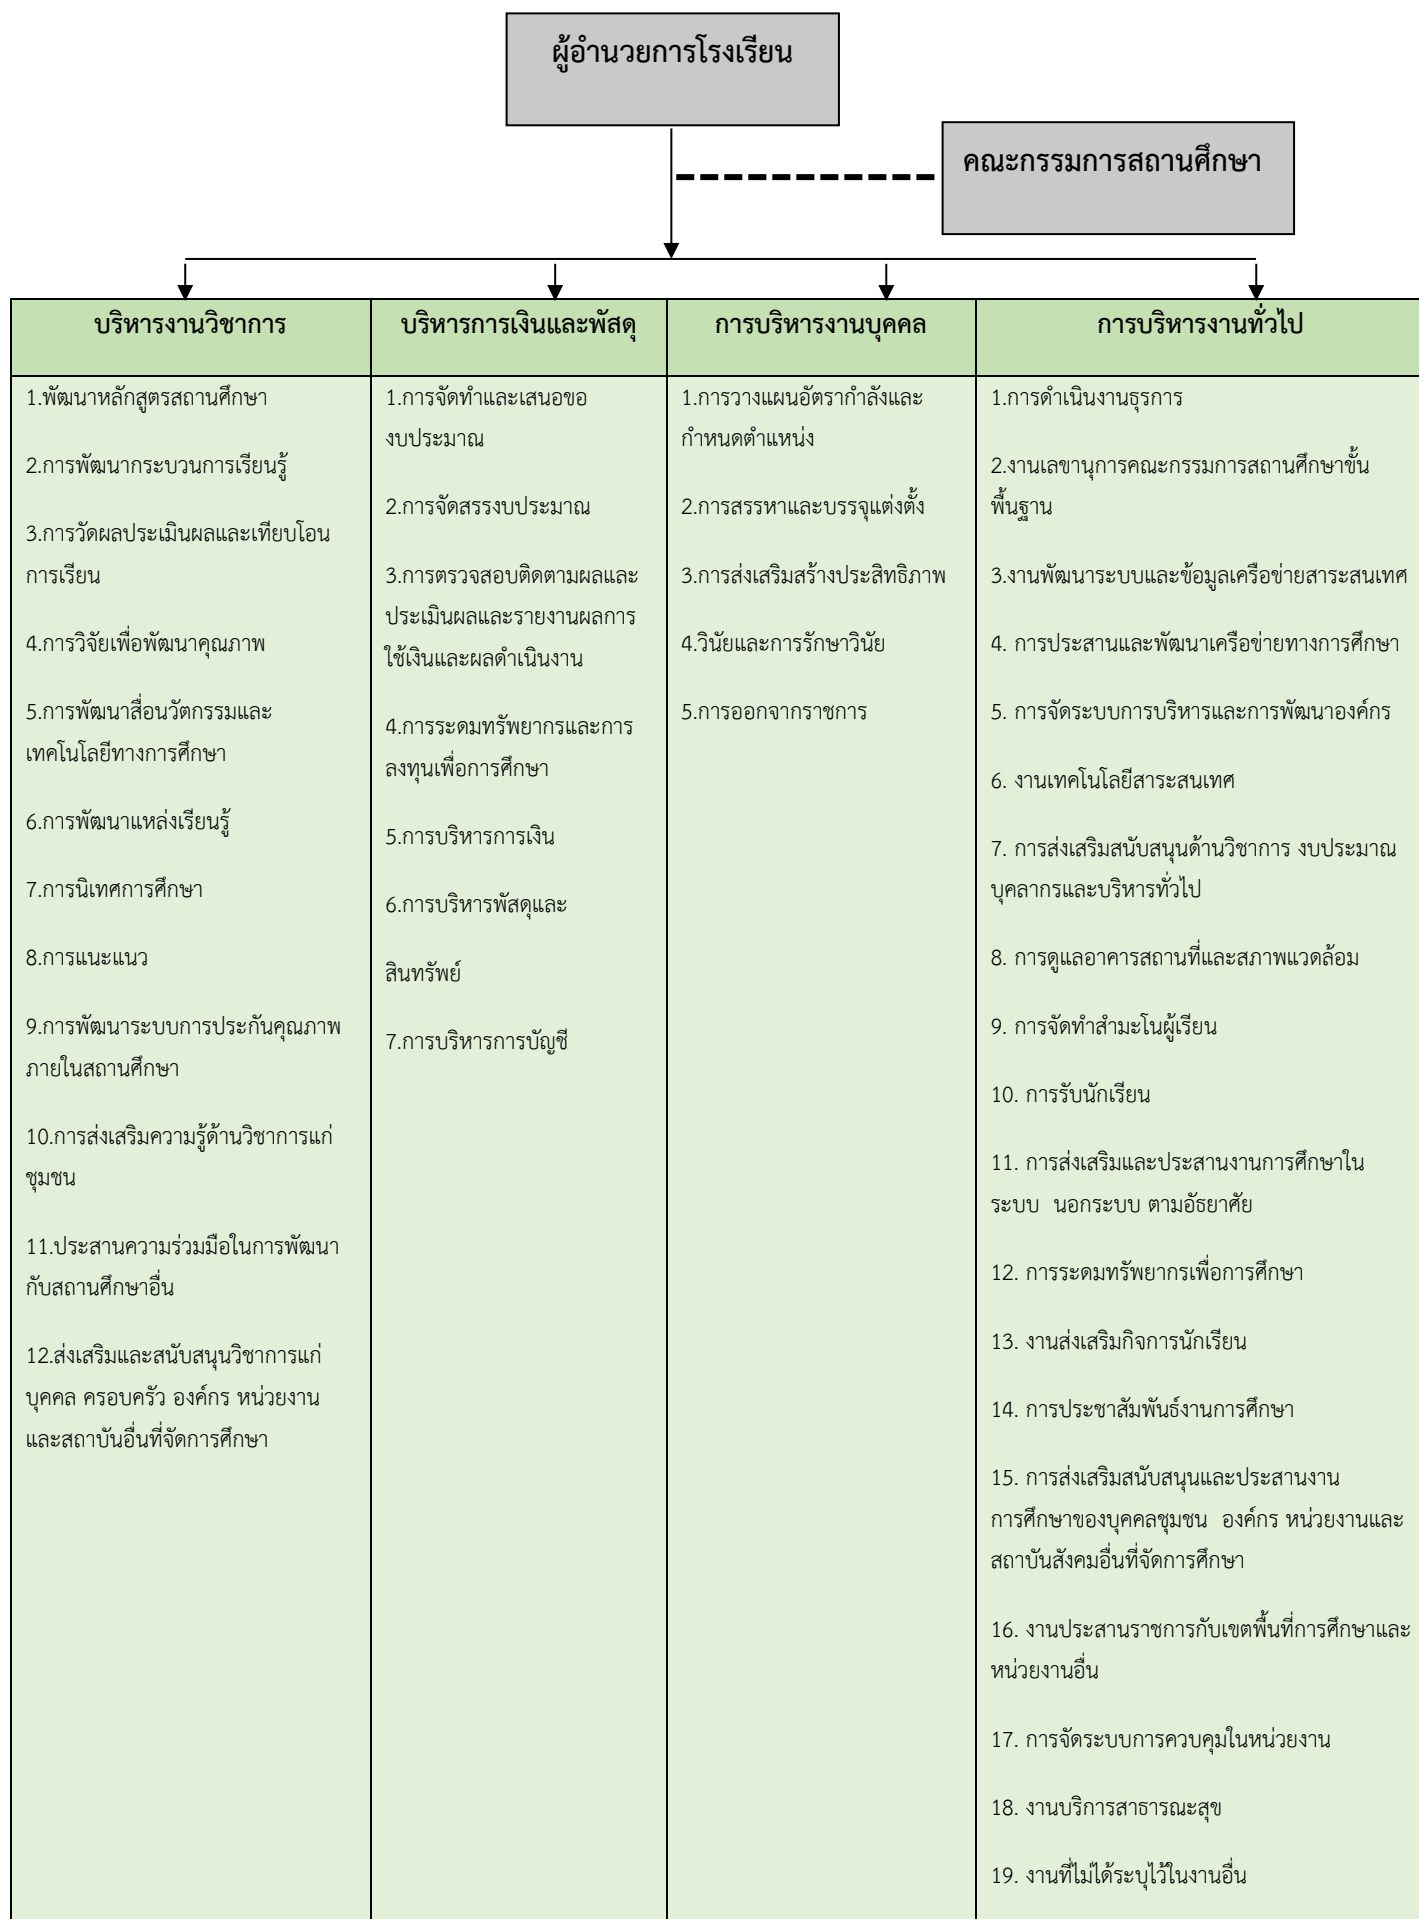 ผู้อำนวยการโรงเรียน
คณะกรรมการสถานศึกษา
บริหารงานวิชาการ
1.พัฒนาหลักสูตรสถานศึกษา
2.การพัฒนากระบวนการเรียนรู้
3.การวัดผลประเมินผลและเทียบโอน
การเรียน
4.การวิจัยเพื่อพัฒนาคุณภาพ
5.การพัฒนาสื่อนวัตกรรมและ
เทคโนโลยีทางการศึกษา
6.การพัฒนาแหล่งเรียนรู้
7.การนิเทศการศึกษา
8.การแนะแนว
9.การพัฒนาระบบการประกันคุณภาพ
ภายในสถานศึกษา
10.การส่งเสริมความรู้ด้านวิชาการแก่
ชุมชน
11.ประสานความร่วมมือในการพัฒนา
กับสถานศึกษาอื่น
12.ส่งเสริมและสนับสนุนวิชาการแก่
บุคคล ครอบครัว องค์กร หน่วยงาน
และสถาบันอื่นที่จัดการศึกษา
บริหารการเงินและพัสดุ
1.การจัดทำและเสนอขอ
งบประมาณ
2.การจัดสรรงบประมาณ
3.การตรวจสอบติดตามผลและ
ประเมินผลและรายงานผลการ
ใช้เงินและผลดำเนินงาน
4.การระดมทรัพยากรและการ
ลงทุนเพื่อการศึกษา
5.การบริหารการเงิน
6.การบริหารพัสดุและ
สินทรัพย์
7.การบริหารการบัญชี
การบริหารงานบุคคล
1.การวางแผนอัตรากำลังและ
กำหนดตำแหน่ง
2.การสรรหาและบรรจุแต่งตั้ง
3.การส่งเสริมสร้างประสิทธิภาพ
4.วินัยและการรักษาวินัย
5.การออกจากราชการ
การบริหารงานทั่วไป
1.การดำเนินงานธุรการ
2.งานเลขานุการคณะกรรมการสถานศึกษาขั้น
พื้นฐาน
3.งานพัฒนาระบบและข้อมูลเครือข่ายสาระสนเทศ
4. การประสานและพัฒนาเครือข่ายทางการศึกษา
5. การจัดระบบการบริหารและการพัฒนาองค์กร
6. งานเทคโนโลยีสาระสนเทศ
7. การส่งเสริมสนับสนุนด้านวิชาการ งบประมาณ
บุคลากรและบริหารทั่วไป
8. การดูแลอาคารสถานที่และสภาพแวดล้อม
9. การจัดทำสำมะโนผู้เรียน
10. การรับนักเรียน
11. การส่งเสริมและประสานงานการศึกษาใน
ระบบ  นอกระบบ ตามอัธยาศัย
12. การระดมทรัพยากรเพื่อการศึกษา
13. งานส่งเสริมกิจการนักเรียน
14. การประชาสัมพันธ์งานการศึกษา
15. การส่งเสริมสนับสนุนและประสานงาน
การศึกษาของบุคคลชุมชน  องค์กร หน่วยงานและ
สถาบันสังคมอื่นที่จัดการศึกษา
16. งานประสานราชการกับเขตพื้นที่การศึกษาและ
หน่วยงานอื่น
17. การจัดระบบการควบคุมในหน่วยงาน
18. งานบริการสาธารณะสุข
19. งานที่ไม่ได้ระบุไว้ในงานอื่น